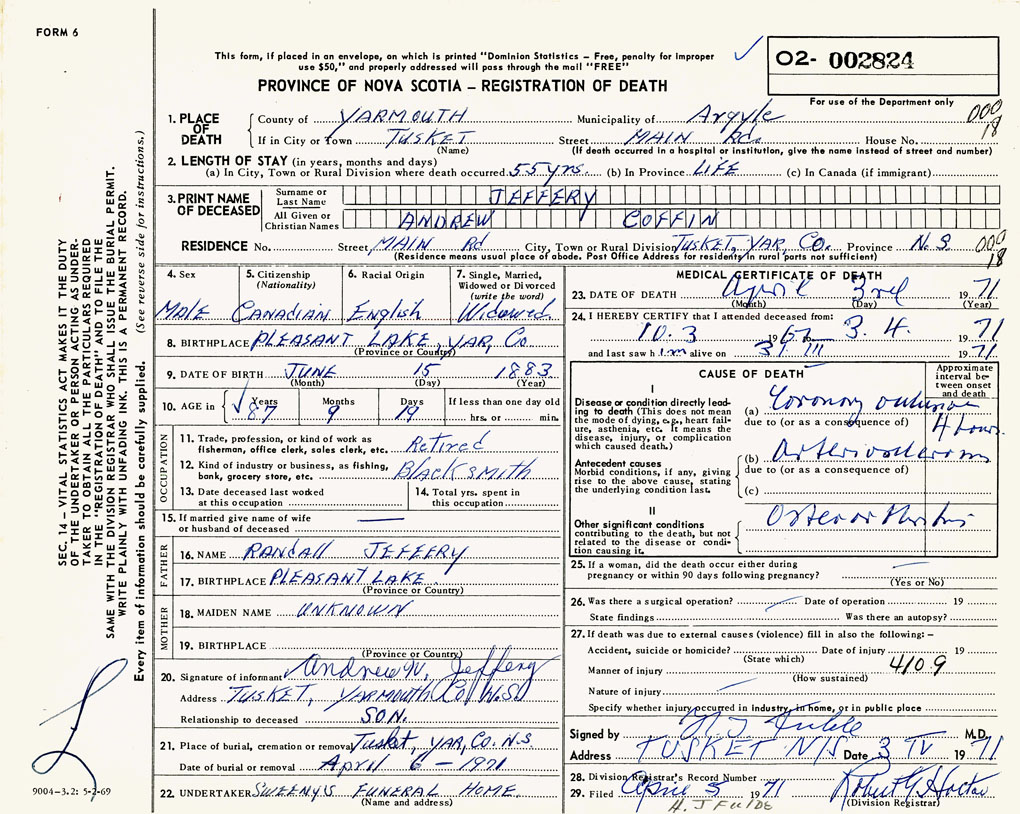 FORM 6
This form, if placed in an envelope, on which is printed "Dominion Statistics – Free, penalty for improper
use $50," and properly addressed will pass through the mail "FREE"
O2- 002824
For use of the Department only
PROVINCE OF NOVA SCOTIA – REGISTRATION OF DEATH
000
18
1. PLACE OF DEATH County of YARMOUTH Municipality of Argyle
If in City or Town TUSKET Street MAIN Rd. House No.
(Name) (If death occurred in a hospital or institution, give the name instead of street and number)
2. LENGTH OF STAY (in years, months and days)
(a) In City, Town or Rural Division where death occurred 55 yrs. (b) In Province LIFE (c) In Canada (if immigrant)
3. PRINT NAME OF DECEASED Surname or Last Name JEFFERY
All Given or Christian Names ANDREW COFFIN
RESIDENCE No. Street MAIN Rd City, Town or Rural Division TUSKET, YAR, Co. Province N.S. 000
(Residence means usual place of abode. Post Office Address for residents in rural parts not sufficient) 18
4. Sex Male
5. Citizenship (Nationality) CANADIAN
6. Racial Origin English
7. Single, Married, Widowed or Divorced (write the word) Widowed
8. BIRTHPLACE PLEASANT LAKE, YAR, Co.
(Province or Country)
9. DATE OF BIRTH JUNE 15 1883
(Month) (Day) (Year)
10. AGE in Years 87 Months 9 Days 19 If less than one day old hrs. or min.
OCCUPATION
11. Trade, profession, or kind of work as fisherman, office clerk, sales clerk, etc. Retired
12. Kind of industry or business, as fishing, bank, grocery store, etc. BLACKSMITH
13. Date deceased last worked at this occupation
14. Total yrs. spent in this occupation
15. If married give name of wife or husband of deceased
FATHER
16. NAME RANDALL JEFFERY
17. BIRTHPLACE PLEASANT LAKE
(Province or Country)
MOTHER
18. MAIDEN NAME UNKNOWN
19. BIRTHPLACE
(Province or Country)
20. Signature of informant Andrew W. Jeffery
Address TUSKET, YARMOUTH Co N.S.
Relationship to deceased SON.
21. Place of burial, cremation or removal Tusket, YAR, Co. N.S.
Date of burial or removal April 6 - 1971
22. UNDERTAKER SWEENY'S FUNERAL HOME.
(Name and address)
MEDICAL CERTIFICATE OF DEATH
23. DATE OF DEATH April 3rd 1971
(Month) (Day) (Year)
24. I HEREBY CERTIFY that I attended deceased from:
10.3 1967 to 3.4. 1971
and last saw him alive on 31 III 1971
CAUSE OF DEATH
Approximate interval between onset and death
I
Disease or condition directly leading to death (This does not mean the mode of dying, e.g., heart failure, asthenia, etc. It means the disease, injury, or complication which caused death.)
(a) Coronary occlusion 4 hours.
due to (or as a consequence of)
Antecedent causes
Morbid conditions, if any, giving rise to the above cause, stating the underlying condition last.
(b) Arteriosclerosis
due to (or as a consequence of)
(c)
II
Other significant conditions contributing to the death, but not related to the disease or condition causing it.
Osteoarthritis
25. If a woman, did the death occur either during pregnancy or within 90 days following pregnancy?
(Yes or No)
26. Was there a surgical operation? Date of operation 19
State findings Was there an autopsy?
27. If death was due to external causes (violence) fill in also the following: –
Accident, suicide or homicide? Date of injury 19
(State which)
4109
Manner of injury
(How sustained)
Nature of injury
Specify whether injury occurred in industry, in home, or in public place
Signed by M.D.
Address TUSKET N/S Date 3 IV 1971
28. Division Registrar's Record Number
29. Filed April 5 1971
(Division Registrar)
H. J FULDE
SEC. 14 – VITAL STATISTICS ACT MAKES IT THE DUTY
OF THE UNDERTAKER OR PERSON ACTING AS UNDER-
TAKER TO OBTAIN ALL THE PARTICULARS REQUIRED
IN THE "REGISTRATION OF DEATH" AND TO FILE THE
SAME WITH THE DIVISION REGISTRAR WHO SHALL ISSUE THE BURIAL PERMIT.
WRITE PLAINLY WITH UNFADING INK. THIS IS A PERMANENT RECORD.
Every item of information should be carefully supplied. (See reverse side for instructions.)
9004-3.2: 5-2-69